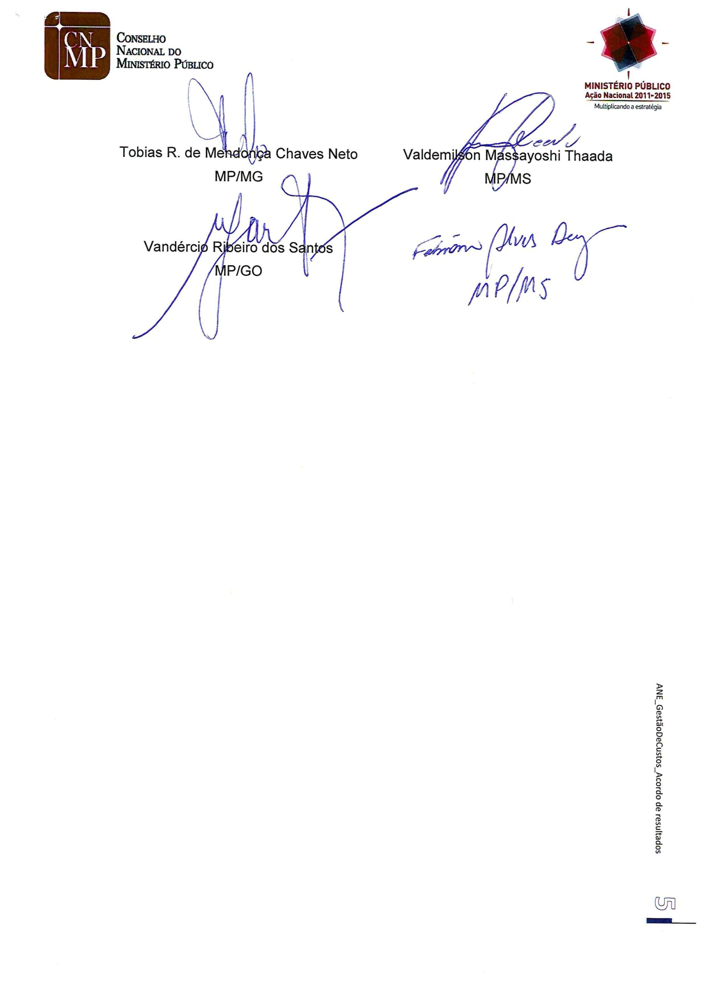 CN
MP
CONSELHO
NACIONAL DO
MINISTÉRIO PÚBLICO
MINISTÉRIO PÚBLICO
Ação Nacional 2011-2015
Multiplicando a estratégia
Tobias R. de Mendonça Chaves Neto
MP/MG
Valdemilson Massayoshi Thaada
MP/MS
Vandércio Ribeiro dos Santos
MP/GO
Alves
MP/MS
ANE_GestãoDeCustos_Acordo de resultados
5